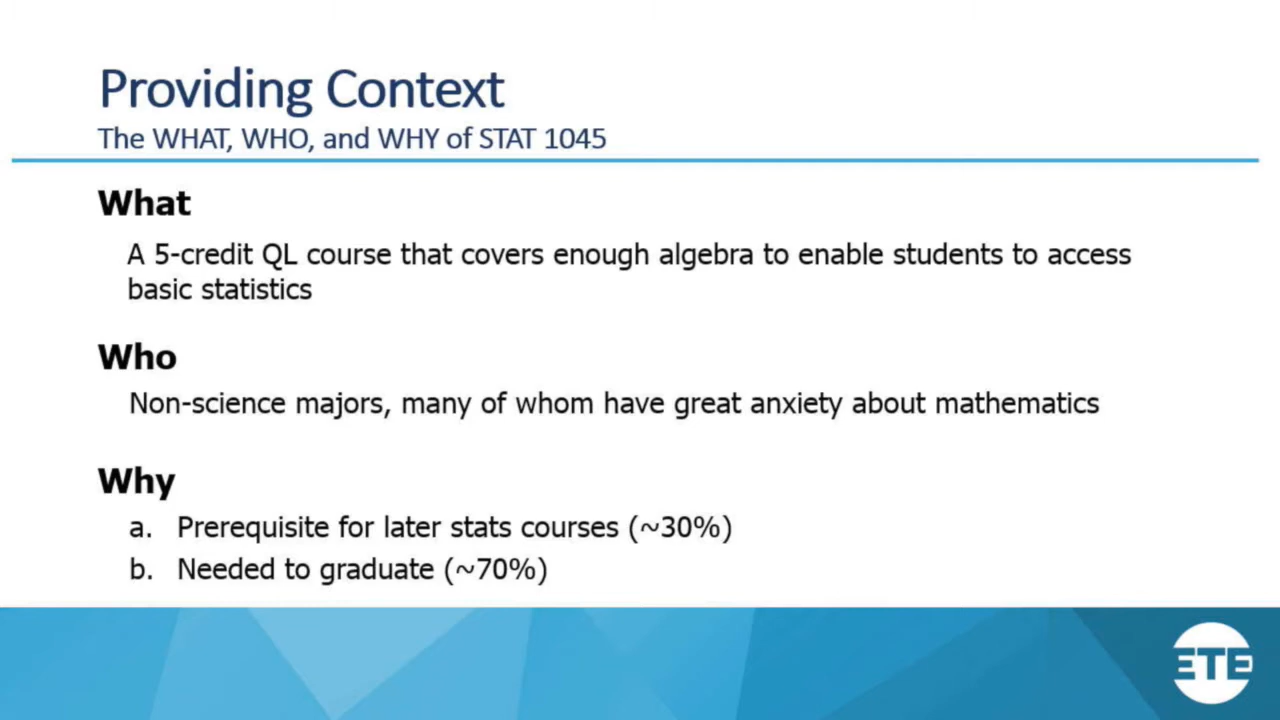 Providing Context
The WHAT, WHO, and WHY of STAT 1045
What
A 5-credit QL course that covers enough algebra to enable students to access
basic statistics
Who
Non-science majors, many of whom have great anxiety about mathematics
Why
a. Prerequisite for later stats courses (~30%)
b. Needed to graduate (~70%)
ETE